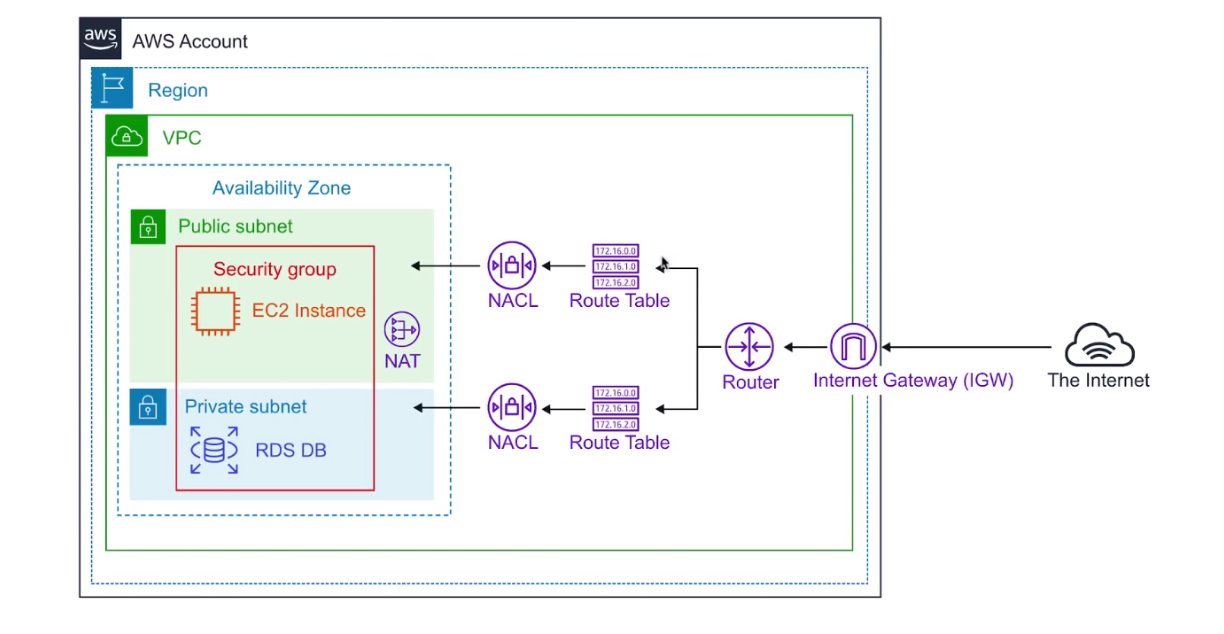 aws
AWS Account
Region
VPC
Availability Zone
Public subnet
Security group
EC2 Instance
NAT
Private subnet
RDS DB
NACL
172.16.0.0
172.16.1.0
172.16.2.0
Route Table
NACL
172.16.0.0
172.16.1.0
172.16.2.0
Route Table
Router
Internet Gateway (IGW)
The Internet